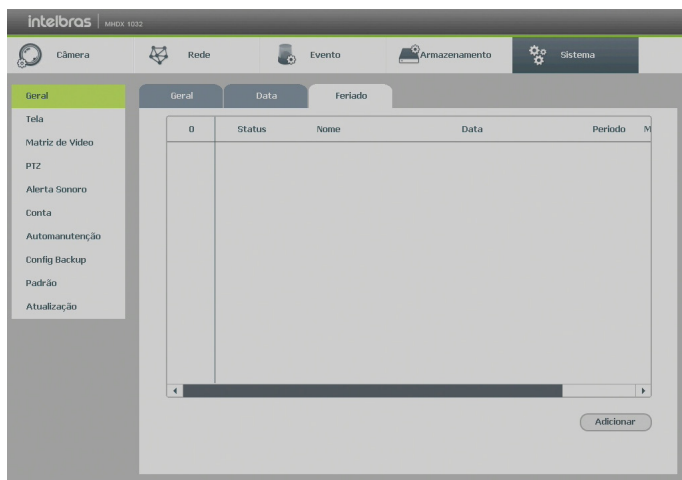 intelbras | MHDX 1032
Câmera Rede Evento Armazenamento Sistema
Geral
Tela
Matriz de Vídeo
PTZ
Alerta Sonoro
Conta
Automanutenção
Config Backup
Padrão
Atualização
Geral Data Feriado
0 Status Nome Data Periodo M
Adicionar